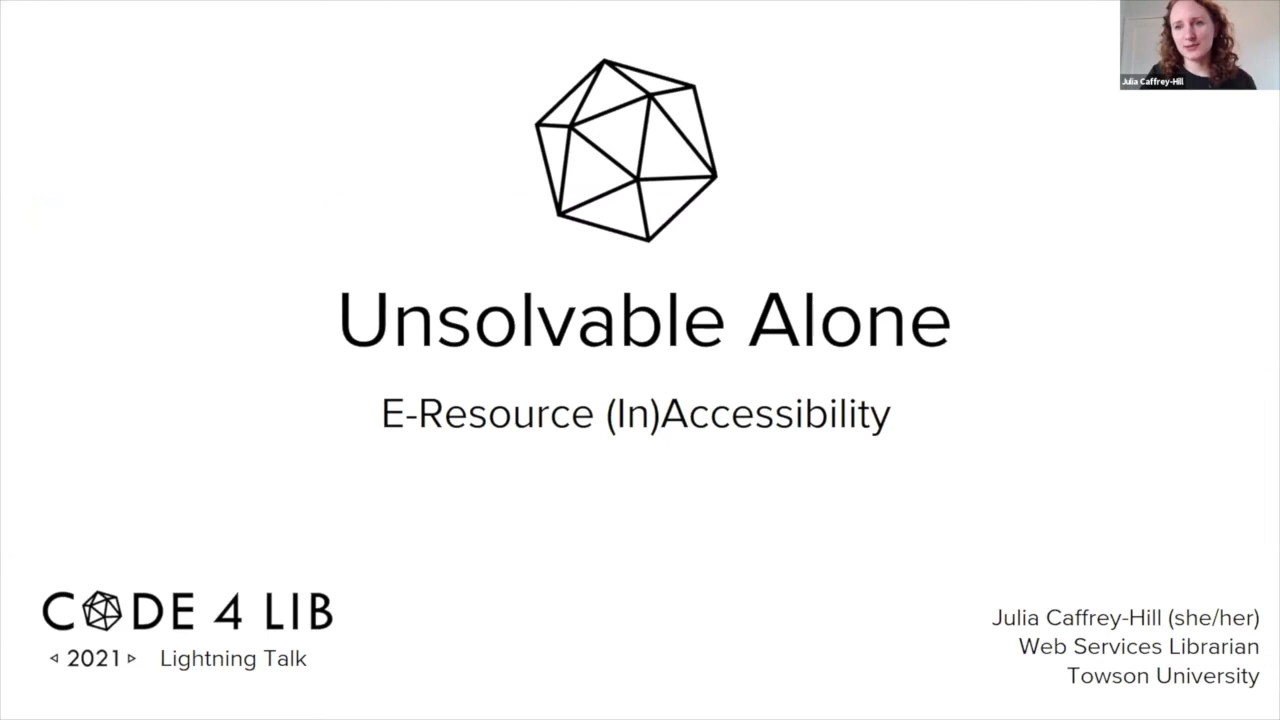 Julia Caffrey-Hill
Unsolvable Alone
E-Resource (In)Accessibility
CODE 4 LIB
2021 Lightning Talk
Julia Caffrey-Hill (she/her)
Web Services Librarian
Towson University